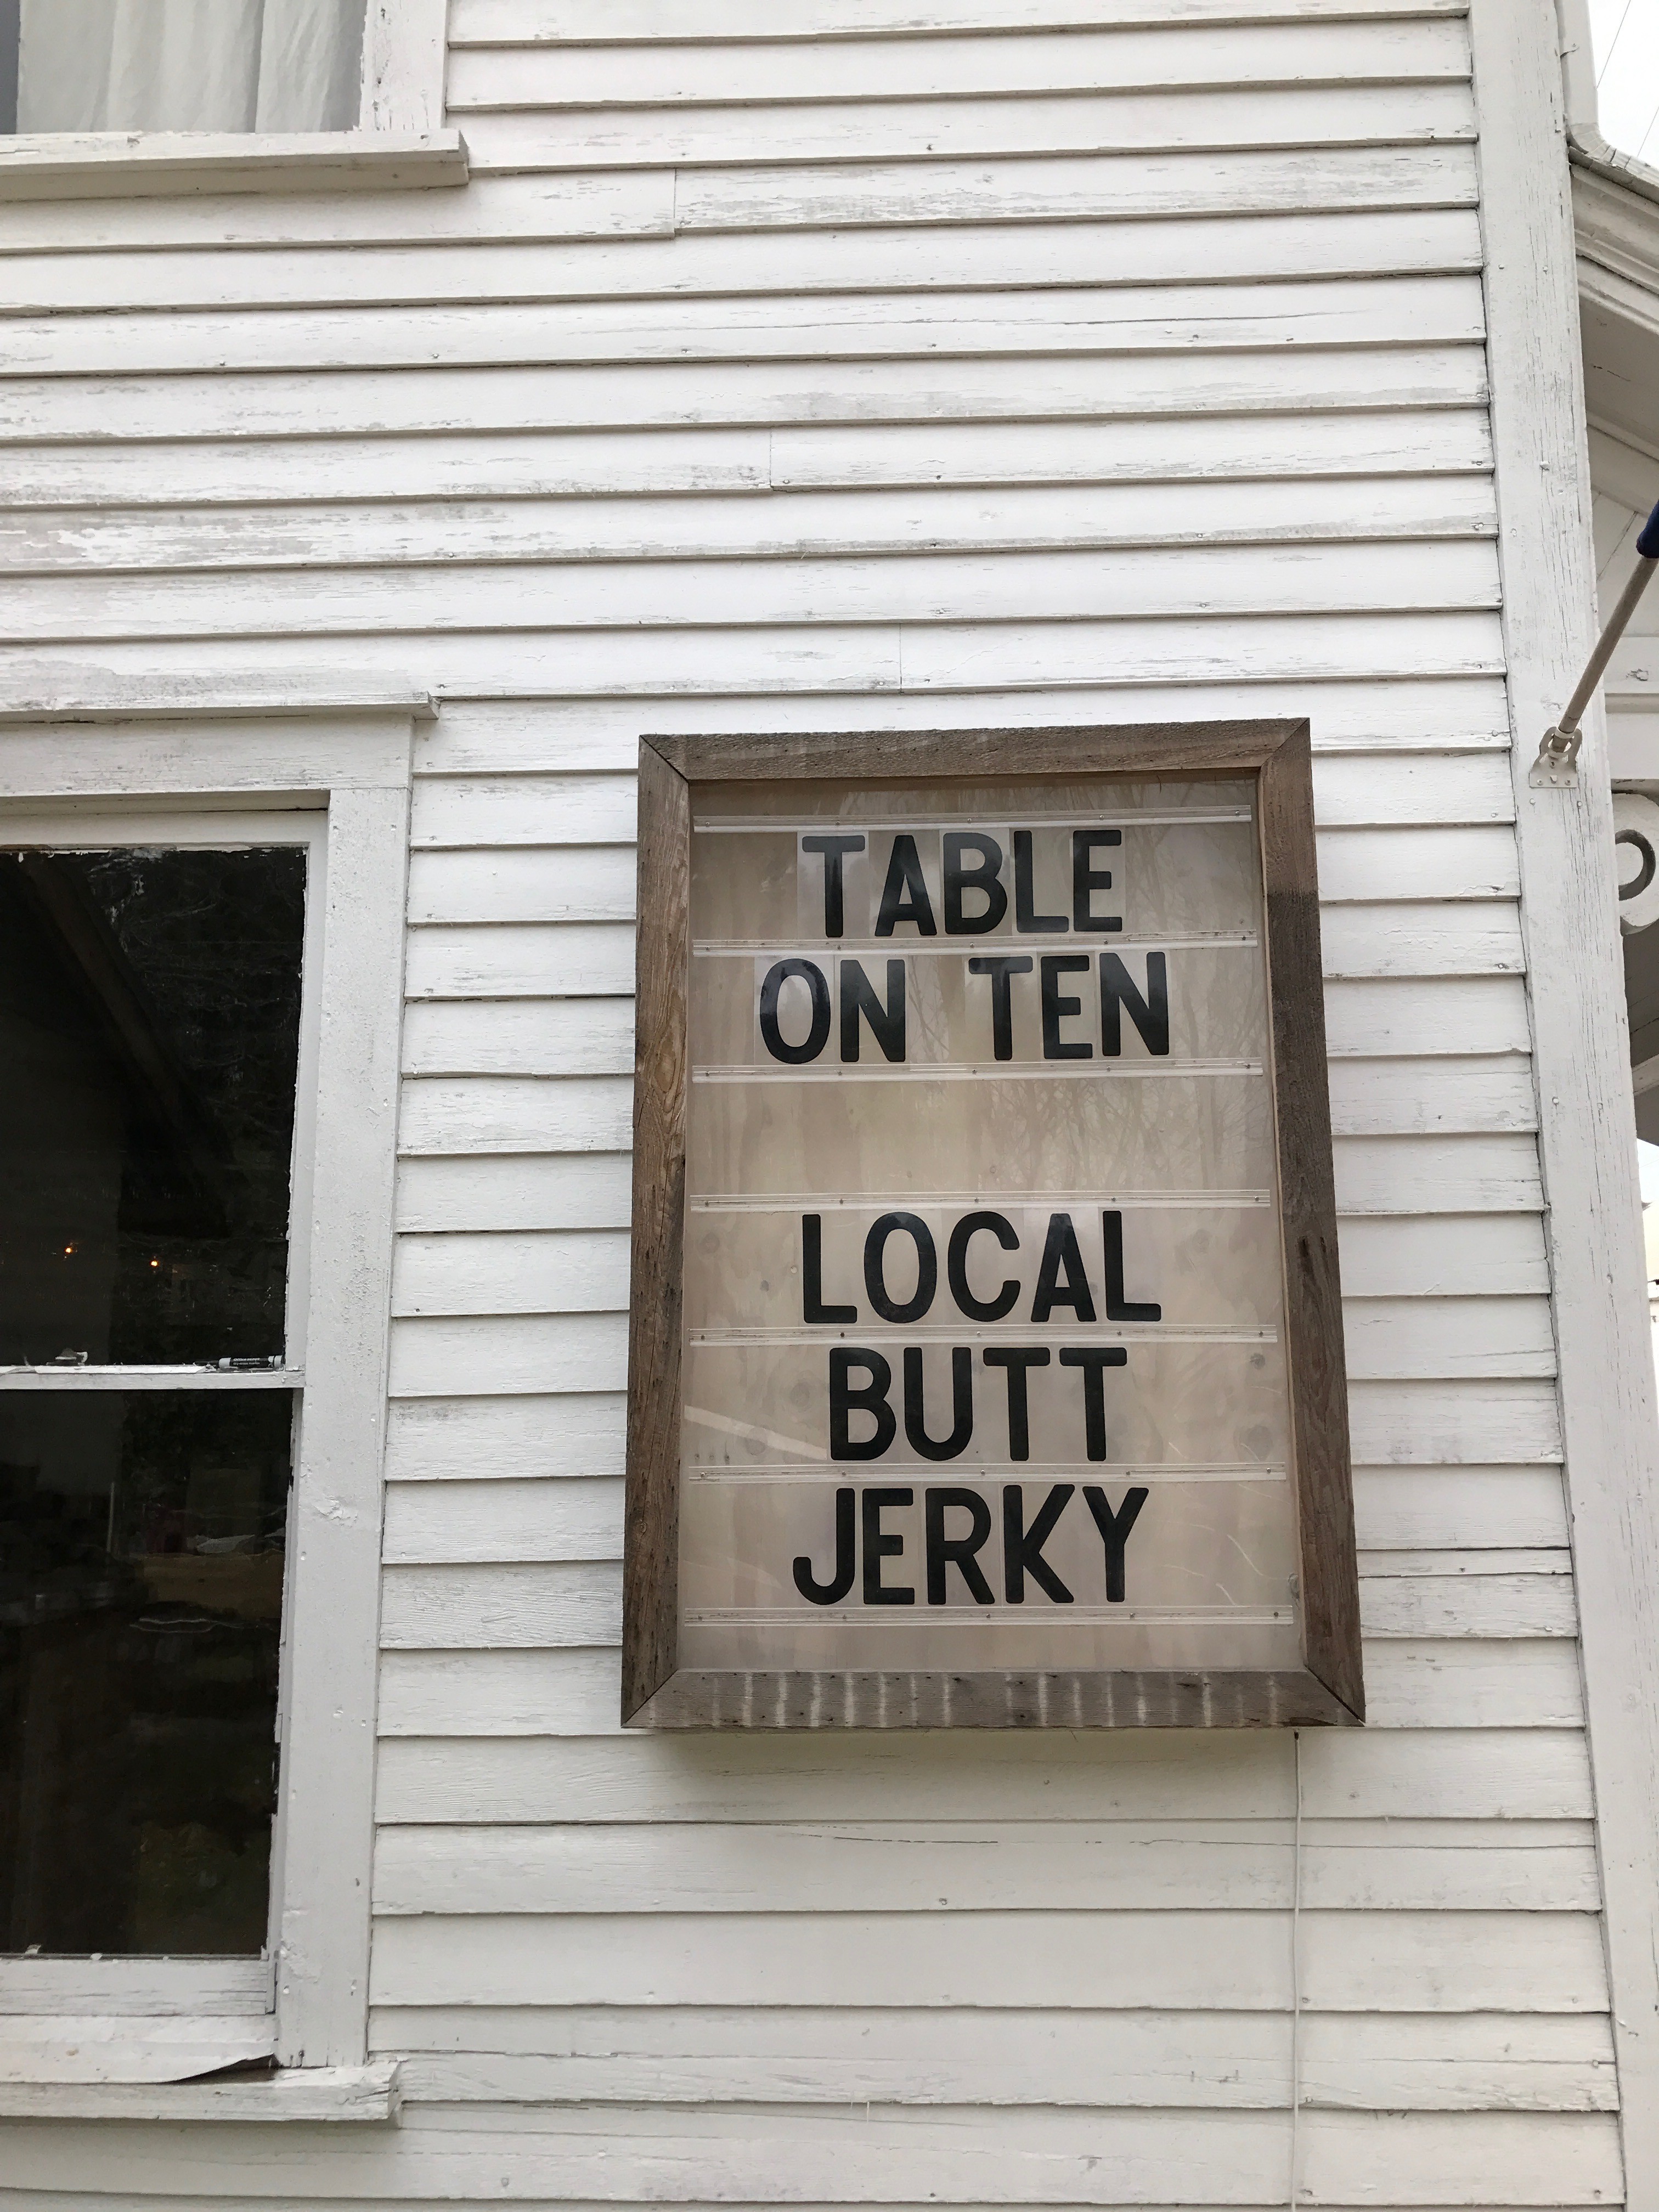 TABLE
ON TEN
LOCAL
BUTT
JERKY